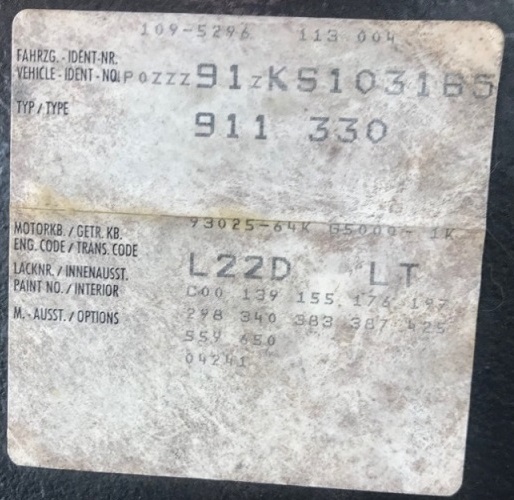 109-5296 113 004
FAHRZG.-IDENT-NR.
VEHICLE-IDENT-NO. WP0ZZZ91ZKS103165
TYP/TYPE 911 330
MOTORKB./GETR.KB. 93025-64K G5000- 1K
ENG.CODE/TRANS.CODE
LACKNR./INNENAUSST. L22D LT
PAINT NO./INTERIOR C00 139 155 176 197
M.-AUSST./OPTIONS 298 340 383 387 425
559 650
04241